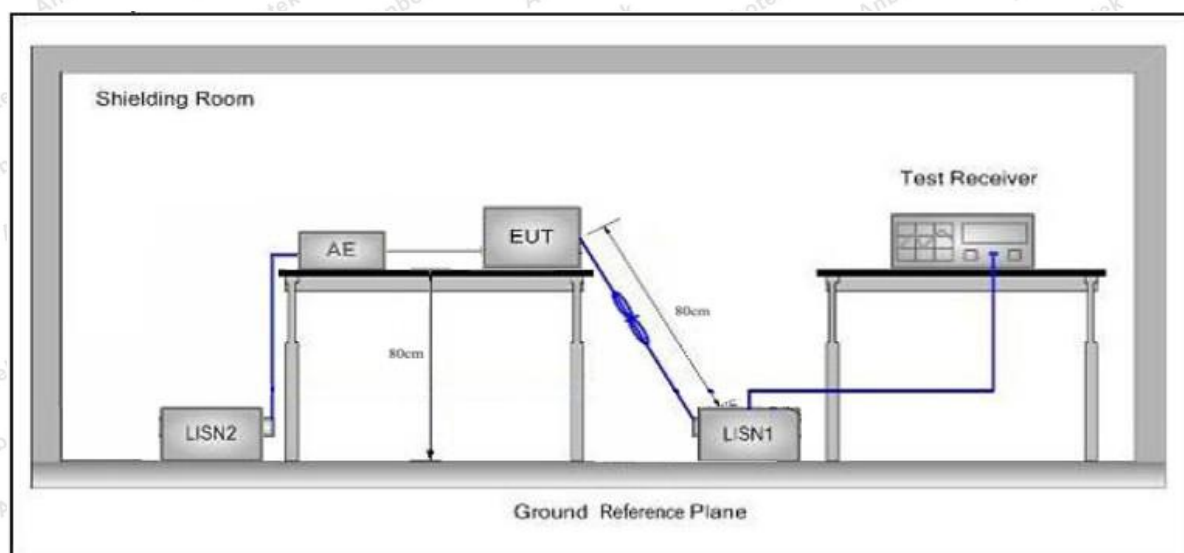 Shielding Room
Test Receiver
AE
EUT
80cm
80cm
LISN2
LISN1
Ground Reference Plane